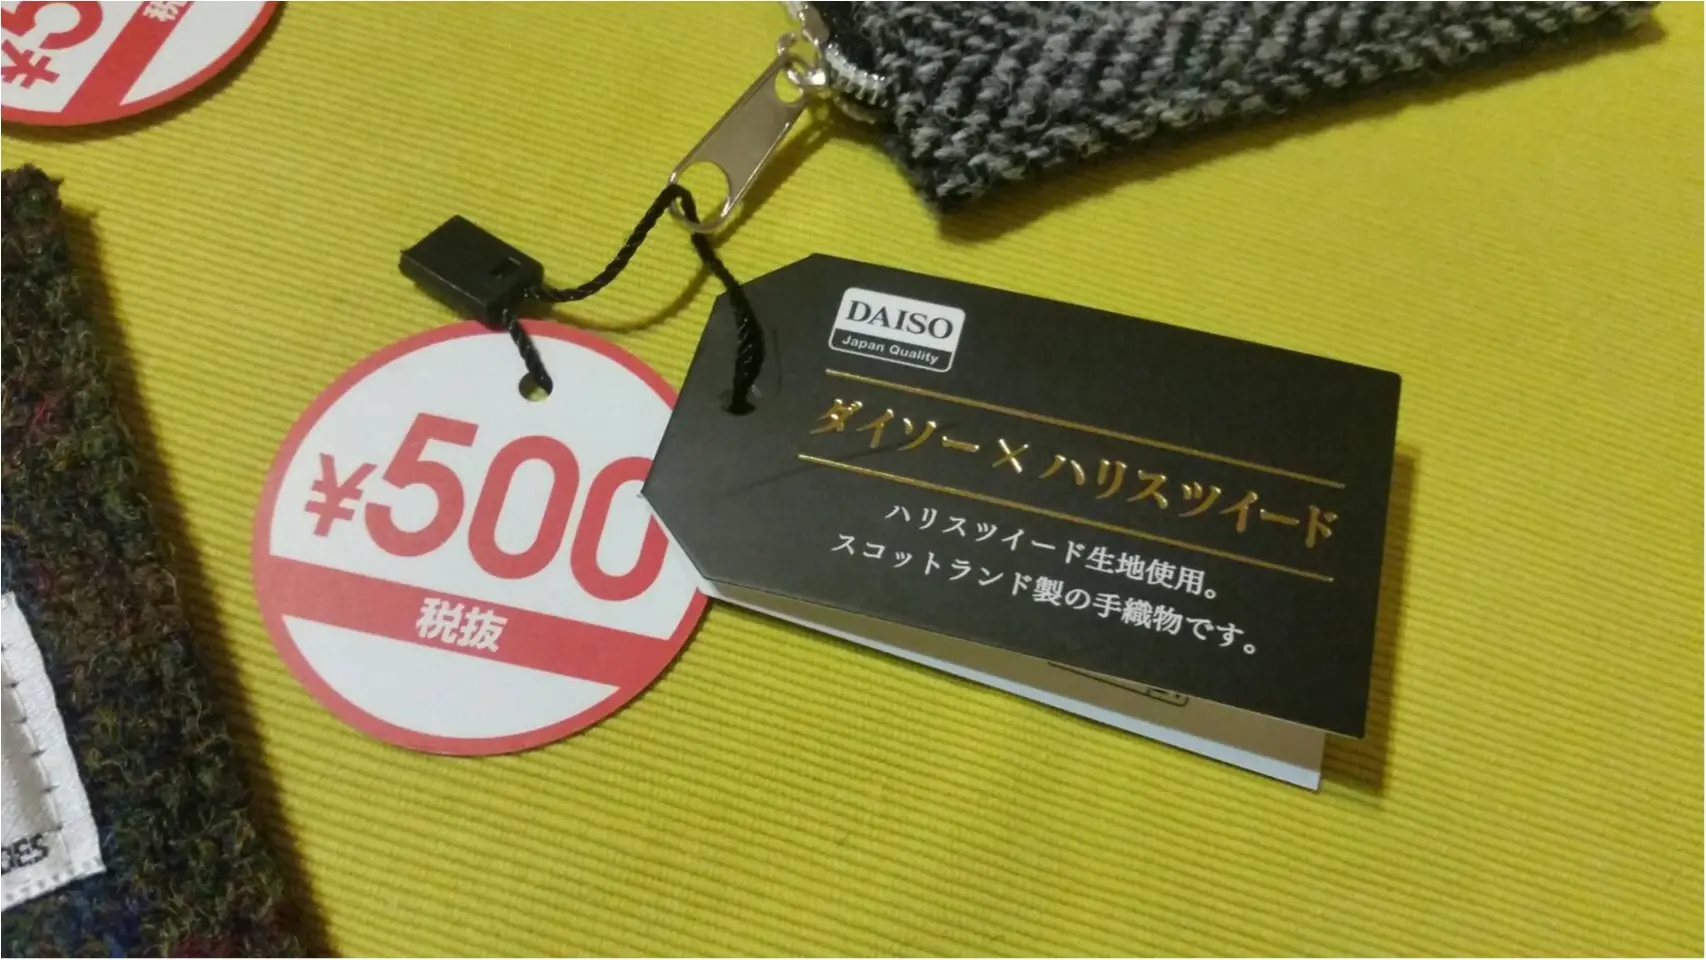 税
¥500
税抜
DAISO
Japan Quality
ダイソー×ハリスツイード
ハリスツイード生地使用。
スコットランド製の手織物です。